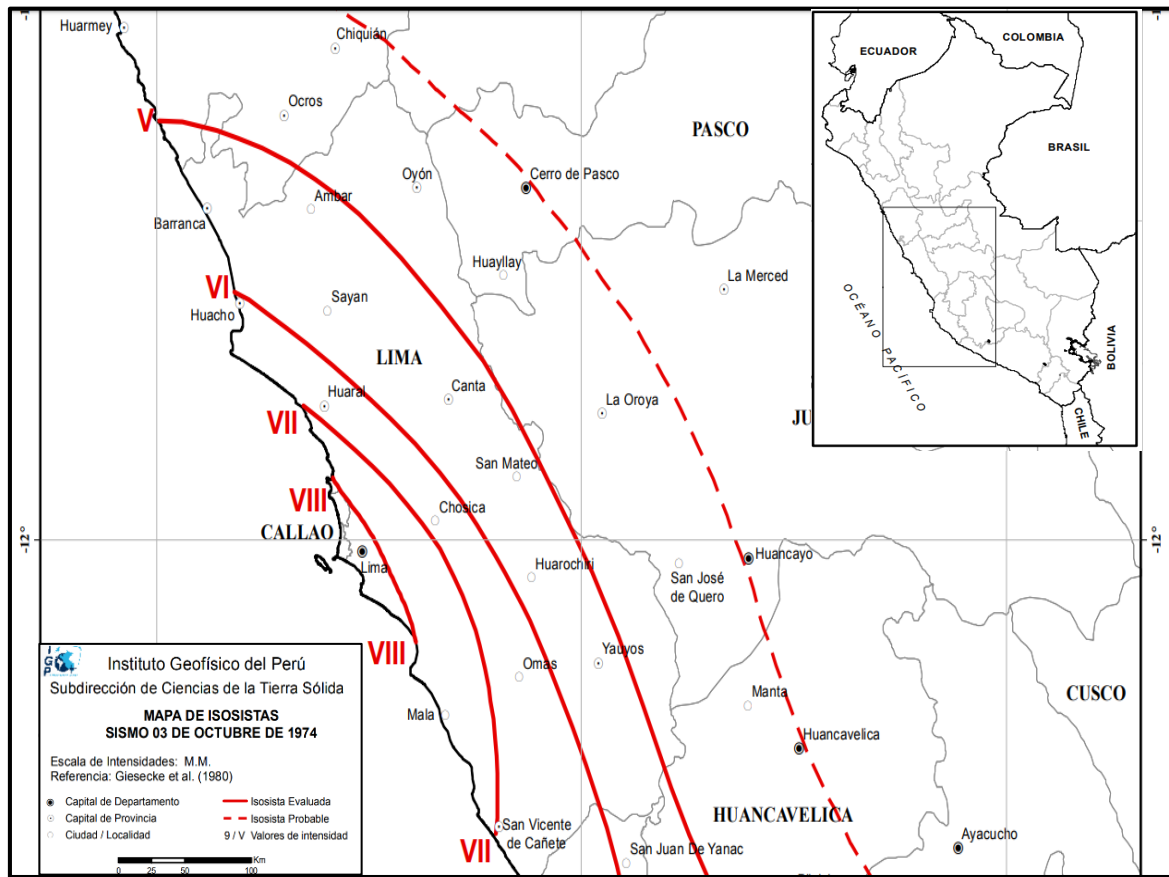 Huarmey
Chiquián
ECUADOR
COLOMBIA
BRASIL
OCÉANO PACÍFICO
BOLIVIA
CHILE
V
Ocros
PASCO
Oyón
Cerro de Pasco
Ambar
Barranca
Huayllay
La Merced
VI
Huacho
Sayan
LIMA
Huaral
Canta
La Oroya
JU
VII
San Mateo
VIII
Chosica
CALLAO
-12°
-12°
Lima
Huarochiri
San José
de Quero
Huancayo
VIII
Yauyos
Omas
Mala
Manta
CUSCO
Huancavelica
HUANCAVELICA
San Vicente
de Cañete
VII
San Juan De Yanac
Ayacucho
IGP
Instituto Geofísico del Perú
Subdirección de Ciencias de la Tierra Sólida
MAPA DE ISOSISTAS
SISMO 03 DE OCTUBRE DE 1974
Escala de Intensidades: M.M.
Referencia: Giesecke et al. (1980)
Capital de Departamento
Isosista Evaluada
Capital de Provincia
Isosista Probable
Ciudad / Localidad
9 / V Valores de intensidad
Km
0 25 50 100